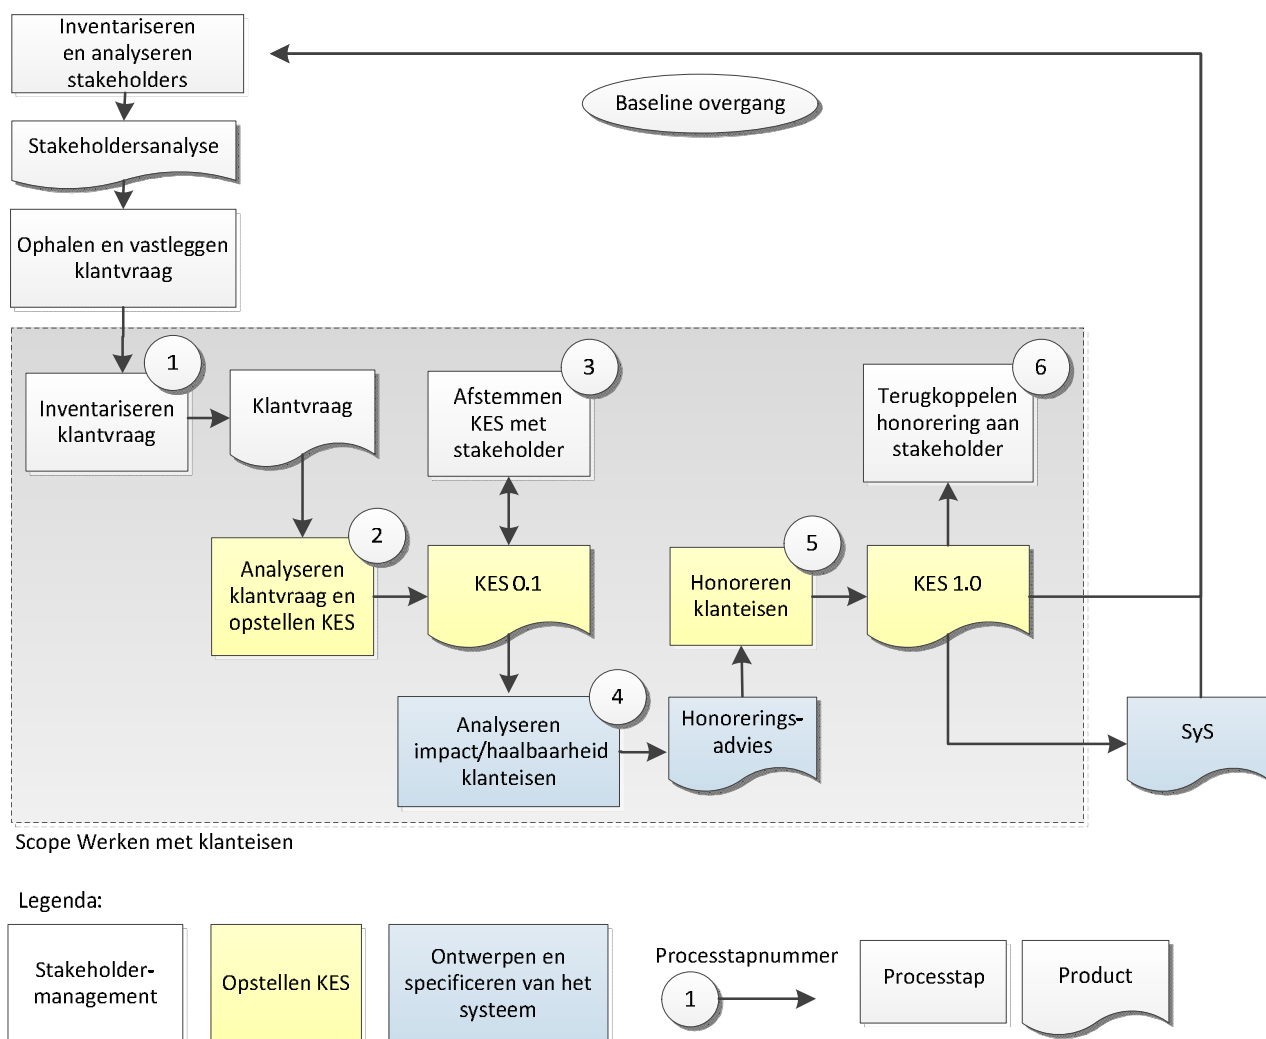 Inventariseren
en analyseren
stakeholders
Baseline overgang
Stakeholdersanalyse
Ophalen en vastleggen
klantvraag
1
Inventariseren
klantvraag
Klantvraag
3
Afstemmen
KES met
stakeholder
6
Terugkoppelen
honorering aan
stakeholder
2
Analyseren
klantvraag en
opstellen KES
KES 0.1
5
Honoreren
klanteisen
KES 1.0
4
Analyseren
impact/haalbaarheid
klanteisen
Honorerings-
advies
SyS
Scope Werken met klanteisen
Legenda:
Stakeholder-
management
Opstellen KES
Ontwerpen en
specificeren van het
systeem
Processtapnummer
1
Processtap
Product